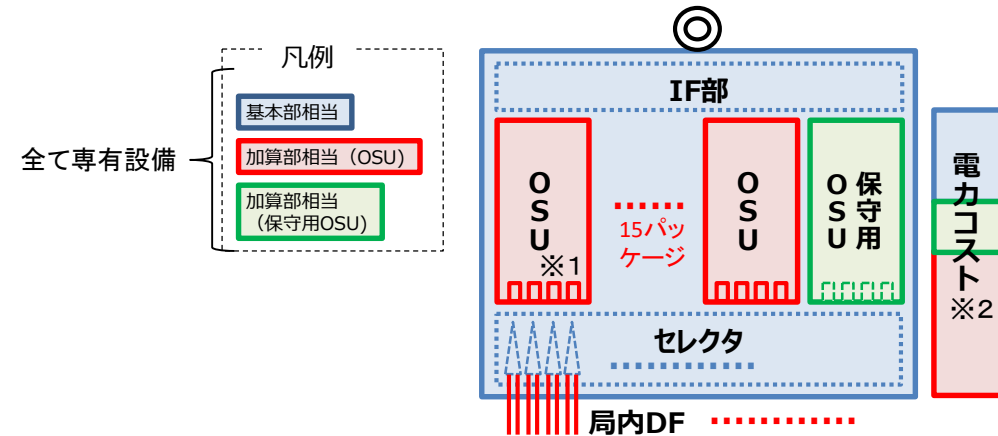 凡例
基本部相当
加算部相当（OSU）
加算部相当
（保守用OSU）
全て専有設備
IF部
OSU
※1
15パッ
ケージ
OSU
保守用
OSU
セレクタ
局内DF
電力コスト
※2